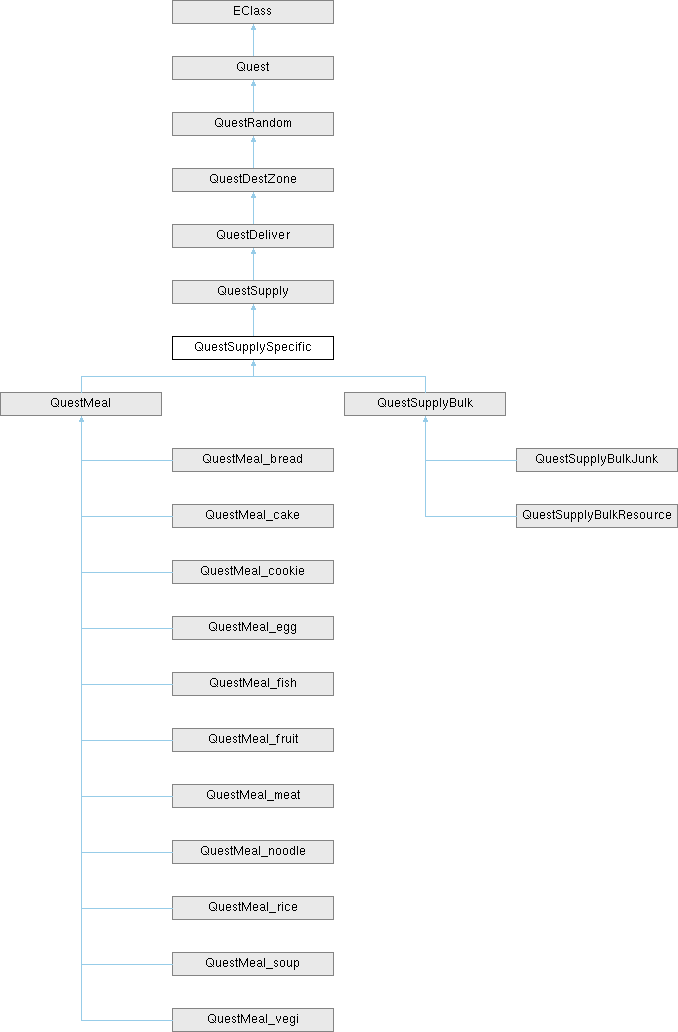 EClass
Quest
QuestRandom
QuestDestZone
QuestDeliver
QuestSupply
QuestSupplySpecific
QuestMeal
QuestSupplyBulk
QuestMeal_bread
QuestSupplyBulkJunk
QuestMeal_cake
QuestSupplyBulkResource
QuestMeal_cookie
QuestMeal_egg
QuestMeal_fish
QuestMeal_fruit
QuestMeal_meat
QuestMeal_noodle
QuestMeal_rice
QuestMeal_soup
QuestMeal_vegi